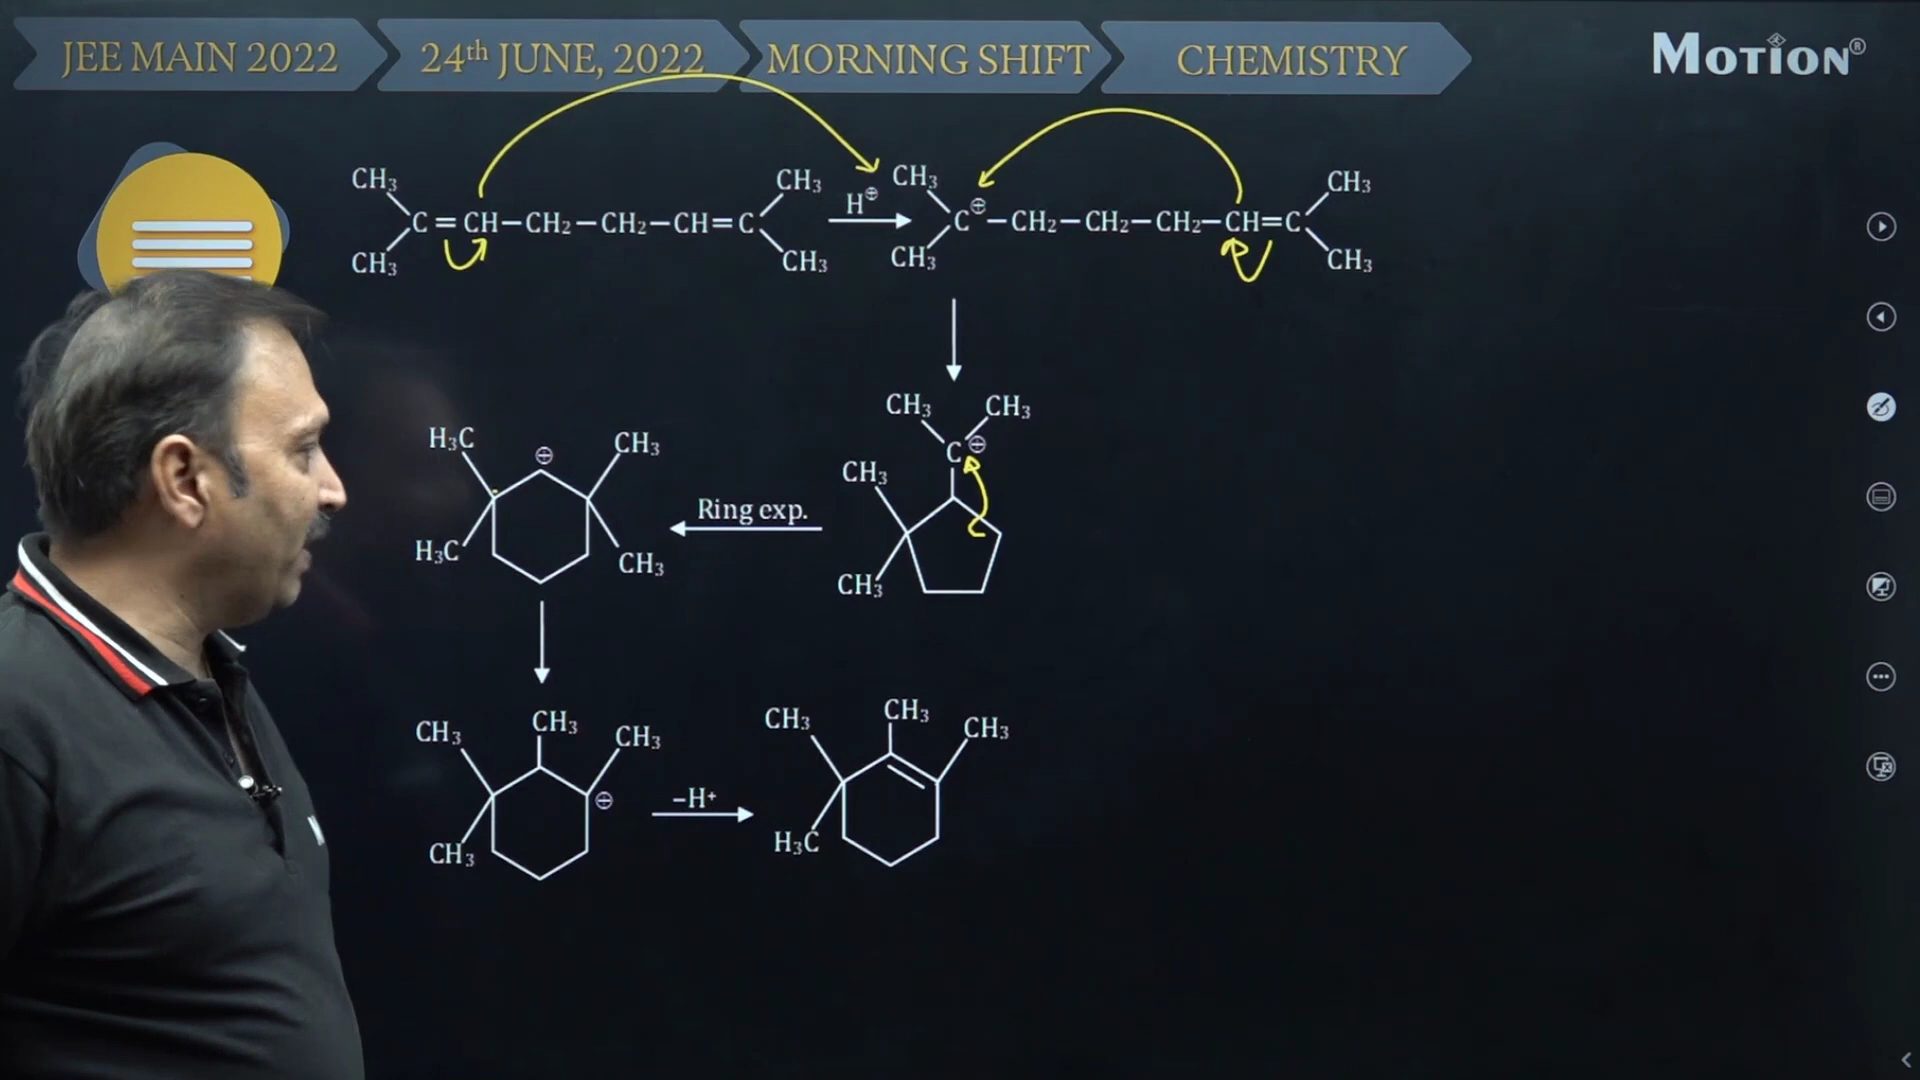 JEE MAIN 2022 24th JUNE, 2022 MORNING SHIFT CHEMISTRY MOTION®
CH₃ CH₃ CH₃ CH₃
C=CH–CH₂–CH₂–CH=C H⊕ C⊕–CH₂–CH₂–CH₂–CH=C
CH₃ CH₃ CH₃ CH₃
CH₃ CH₃
H₃C ⊕ CH₃ C⊕
CH₃
Ring exp.
H₃C CH₃ CH₃
CH₃ CH₃ CH₃ CH₃ CH₃ CH₃
⊕ –H⁺
CH₃ H₃C